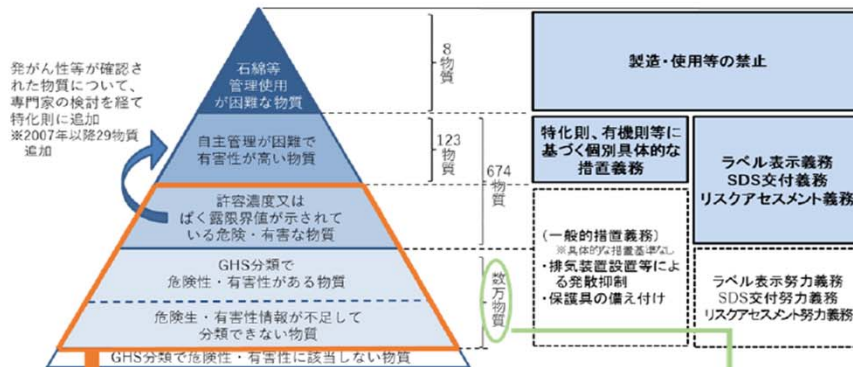 発がん性等が確認され
た物質について、
専門家の検討を経て
特化則に追加
※2007年以降29物質
追加
石綿等
管理使用
が困難な物質
自主管理が困難で
有害性が高い物質
許容濃度又は
ばく露限界値が示されて
いる危険・有害な物質
GHS分類で
危険性・有害性がある物質
危険生・有害性情報が不足して
分類できない物質
GHS分類で危険性・有害性に該当しない物質
8
物質
123
物質
674
物質
数万物質
製造・使用等の禁止
特化則、有機則等に
基づく個別具体的な
措置義務
(一般的措置義務)
※具体的な措置基準なし
・排気装置設置等によ
る発散抑制
・保護具の備え付け
ラベル表示義務
SDS交付義務
リスクアセスメント義務
ラベル表示努力義務
SDS交付努力義務
リスクアセスメント努力義務